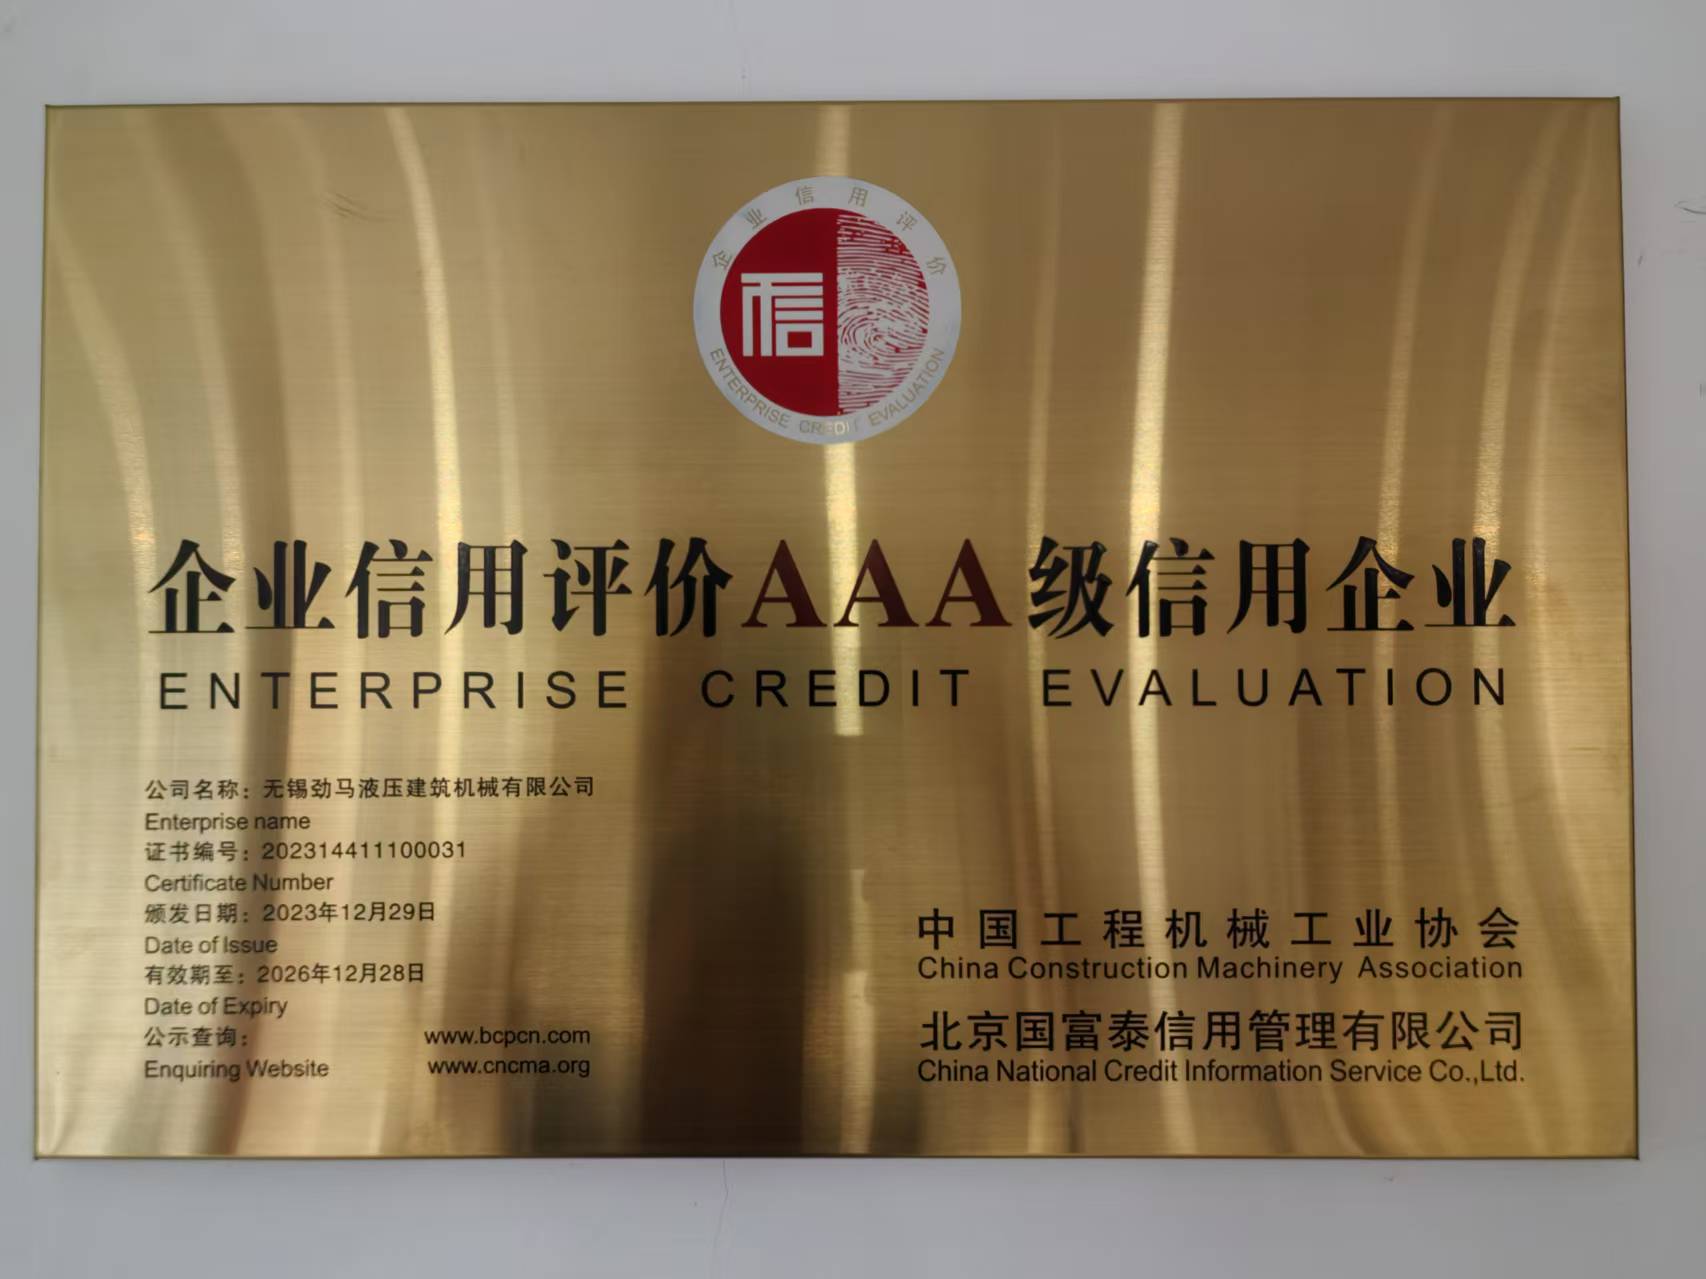 企业信用评价
信
ENTERPRISE CREDIT EVALUATION
企业信用评价AAA级信用企业
ENTERPRISE CREDIT EVALUATION
公司名称：无锡劲马液压建筑机械有限公司
Enterprise name
证书编号：202314411100031
Certificate Number
颁发日期：2023年12月29日
Date of Issue
有效期至：2026年12月28日
Date of Expiry
公示查询： www.bcpcn.com
Enquiring Website www.cncma.org
中国工程机械工业协会
China Construction Machinery Association
北京国富泰信用管理有限公司
China National Credit Information Service Co.,Ltd.